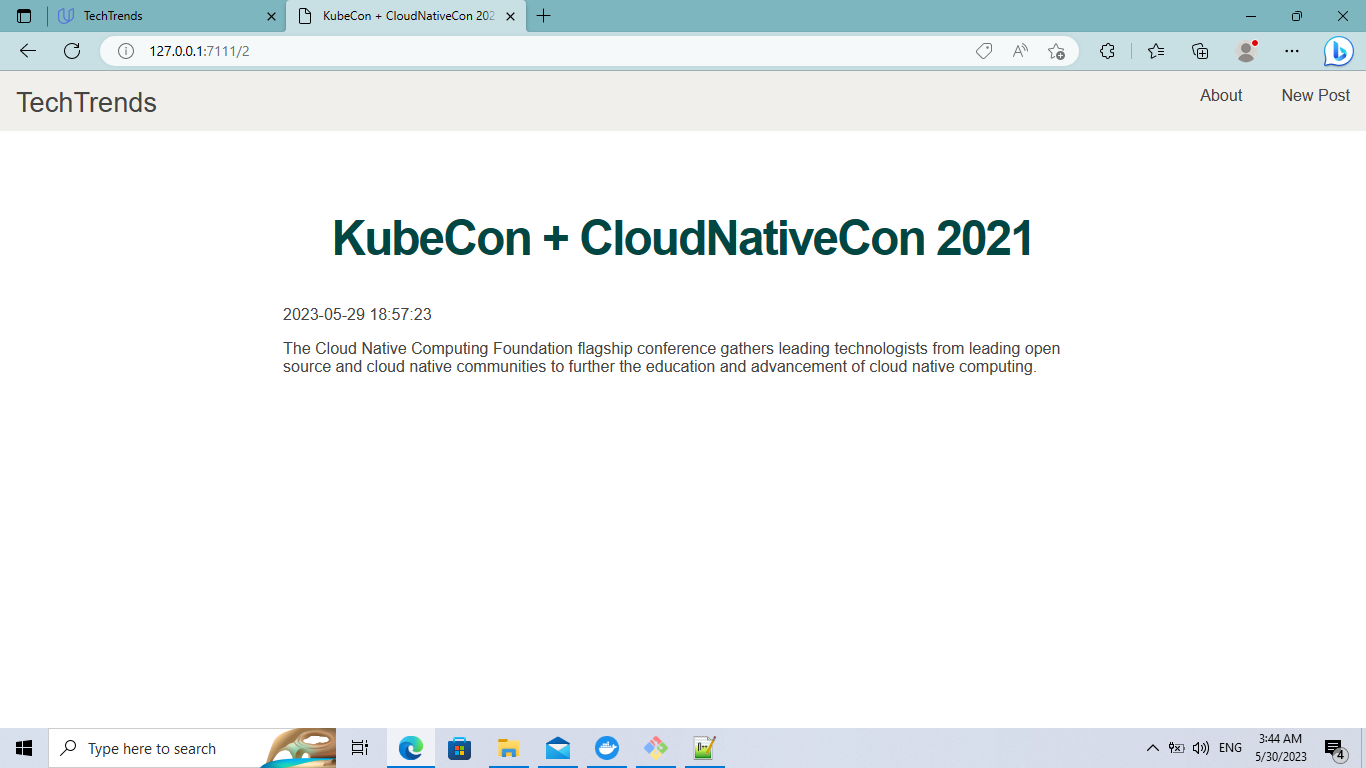 TechTrends
KubeCon + CloudNativeCon 202
127.0.0.1:7111/2
TechTrends
About
New Post
KubeCon + CloudNativeCon 2021
2023-05-29 18:57:23
The Cloud Native Computing Foundation flagship conference gathers leading technologists from leading open
source and cloud native communities to further the education and advancement of cloud native computing.
Type here to search
ENG
3:44 AM
5/30/2023
4